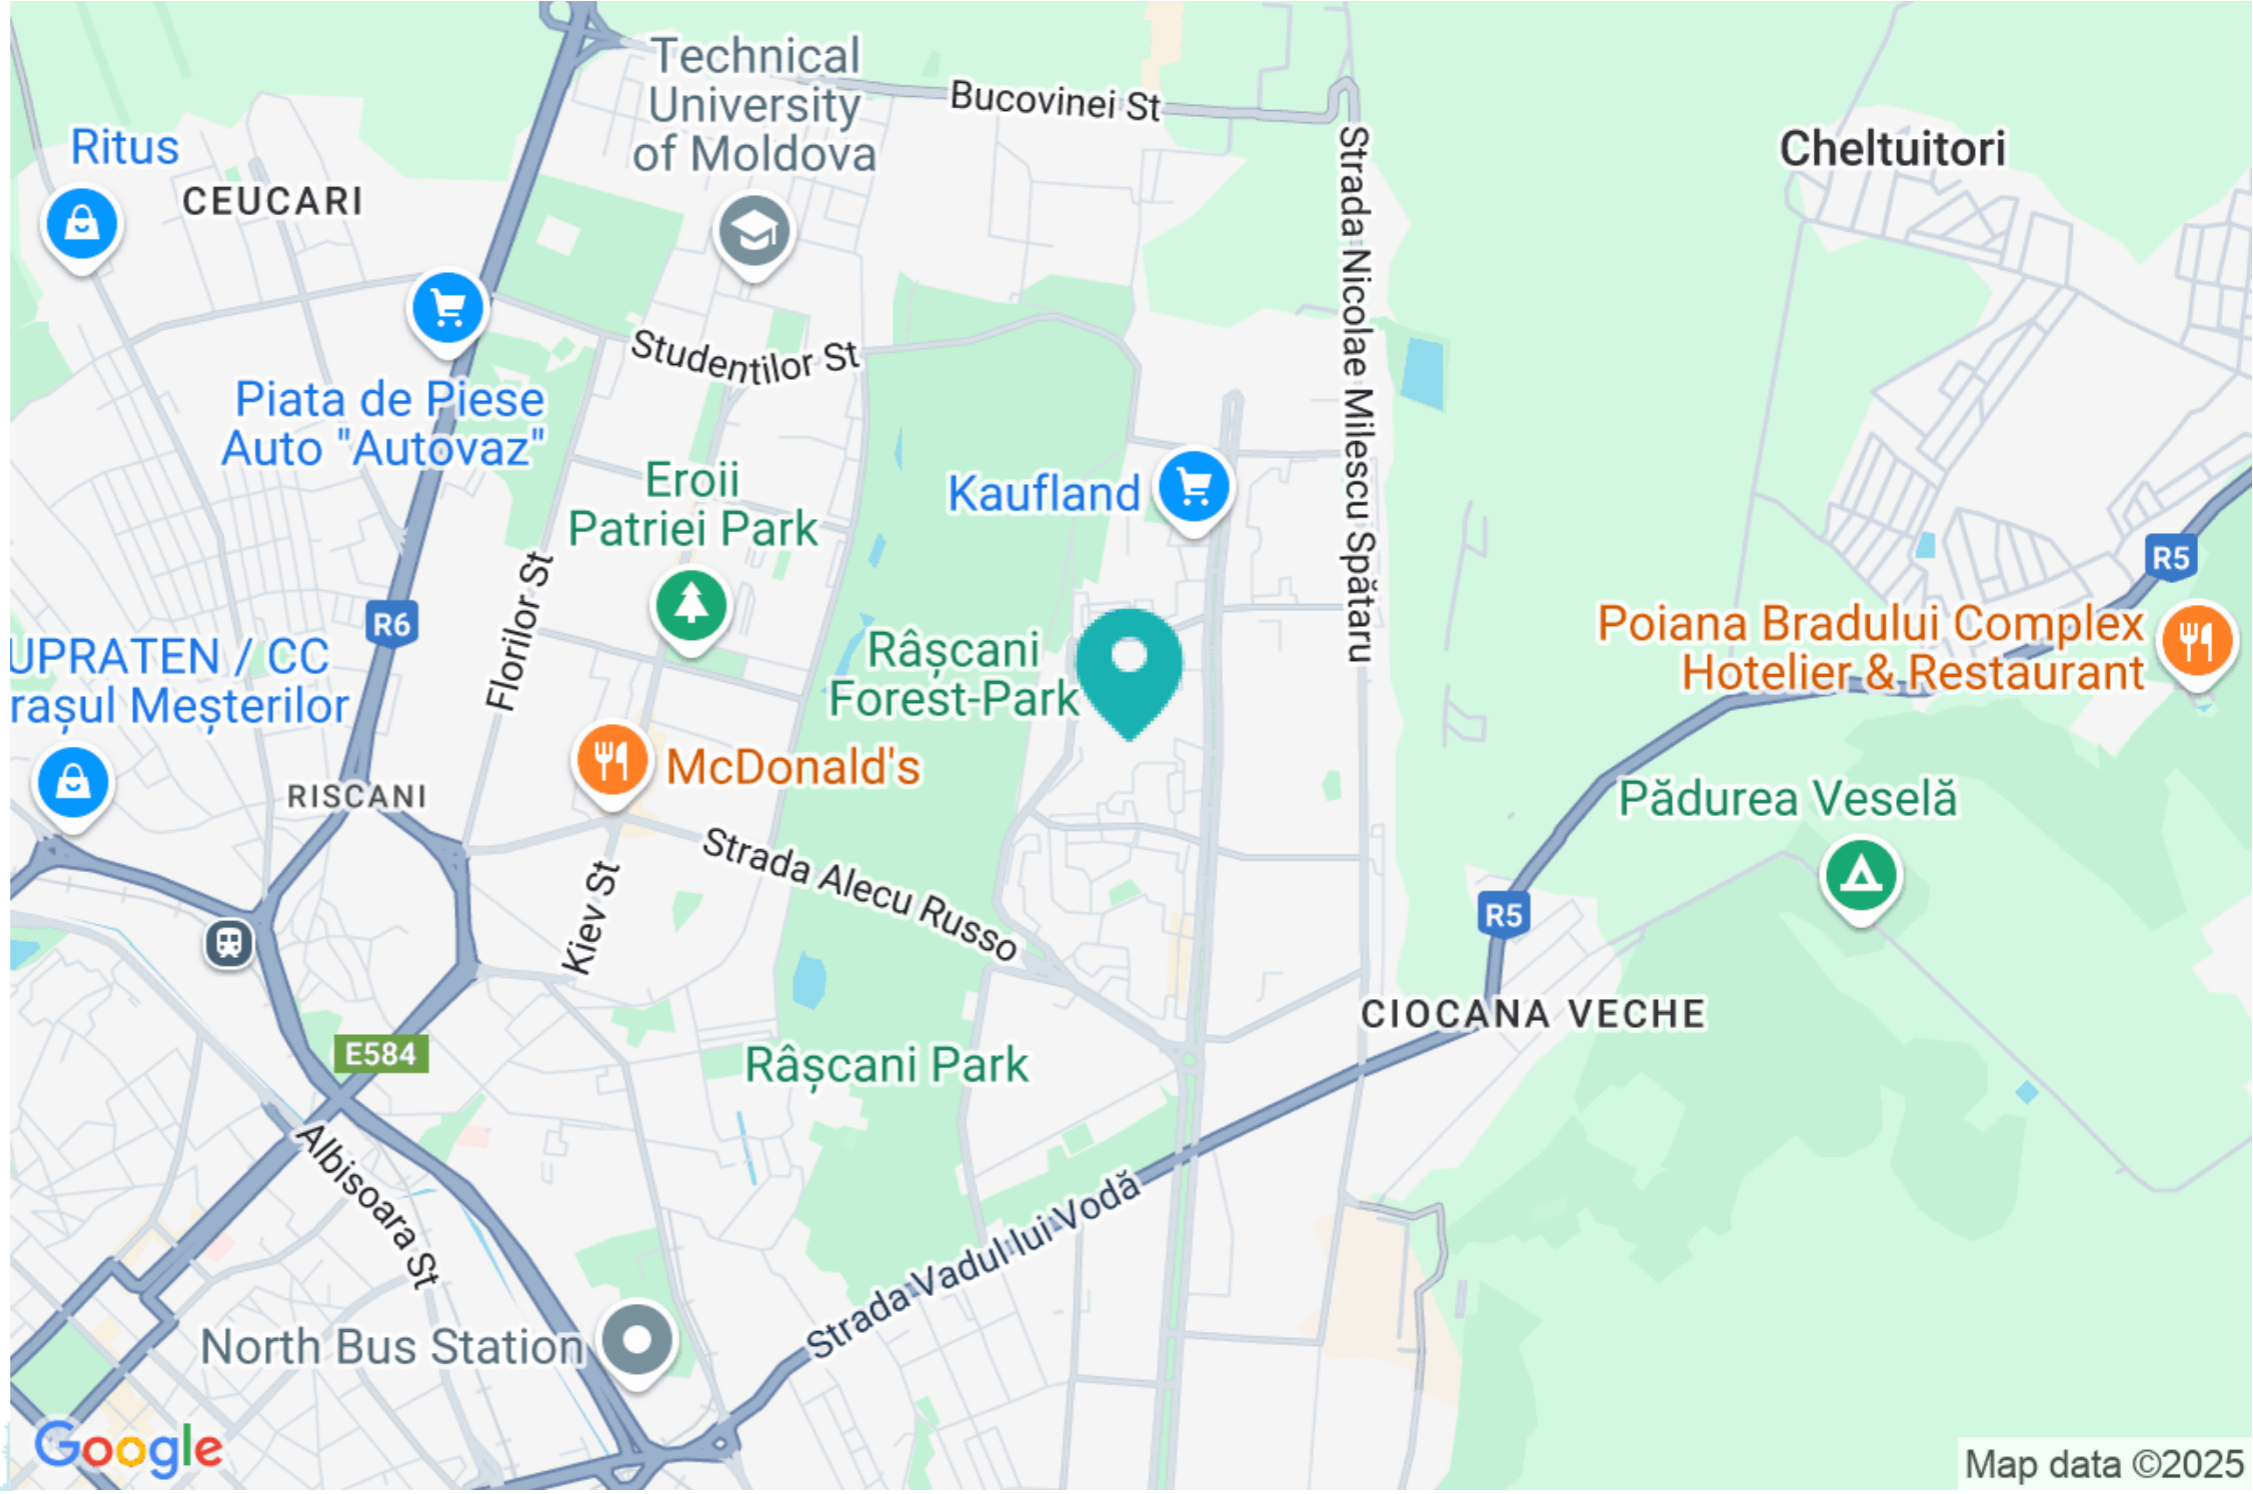 Technical
University
of Moldova
Bucovinei St
Ritus
CEUCARI
Cheltuitori
Strada Nicolae Milescu Spătaru
Studentilor St
Piata de Piese
Auto "Autovaz"
Eroii
Patriei Park
Kaufland
R5
R6
Florilor St
Poiana Bradului Complex
Hotelier & Restaurant
UPRATEN / CC
rașul Meșterilor
Râșcani
Forest-Park
McDonald's
RISCANI
Pădurea Veselă
Strada Alecu Russo
Kiev St
R5
CIOCANA VECHE
E584
Râșcani Park
Albisoara St
Strada Vadul lui Vodă
North Bus Station
Google
Map data ©2025